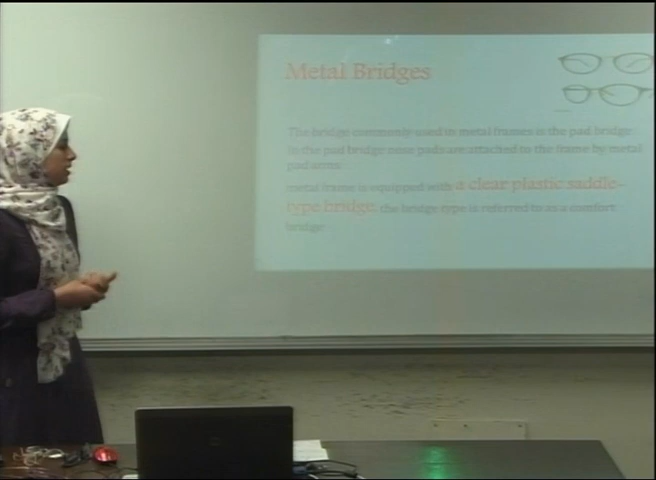 Metal Bridges
The bridge commonly used in metal frames is the pad bridge.
In the pad bridge nose pads are attached to the frame by metal
pad arms
metal frame is equipped with a clear plastic saddle-
type bridge, the bridge type is referred to as a comfort
bridge